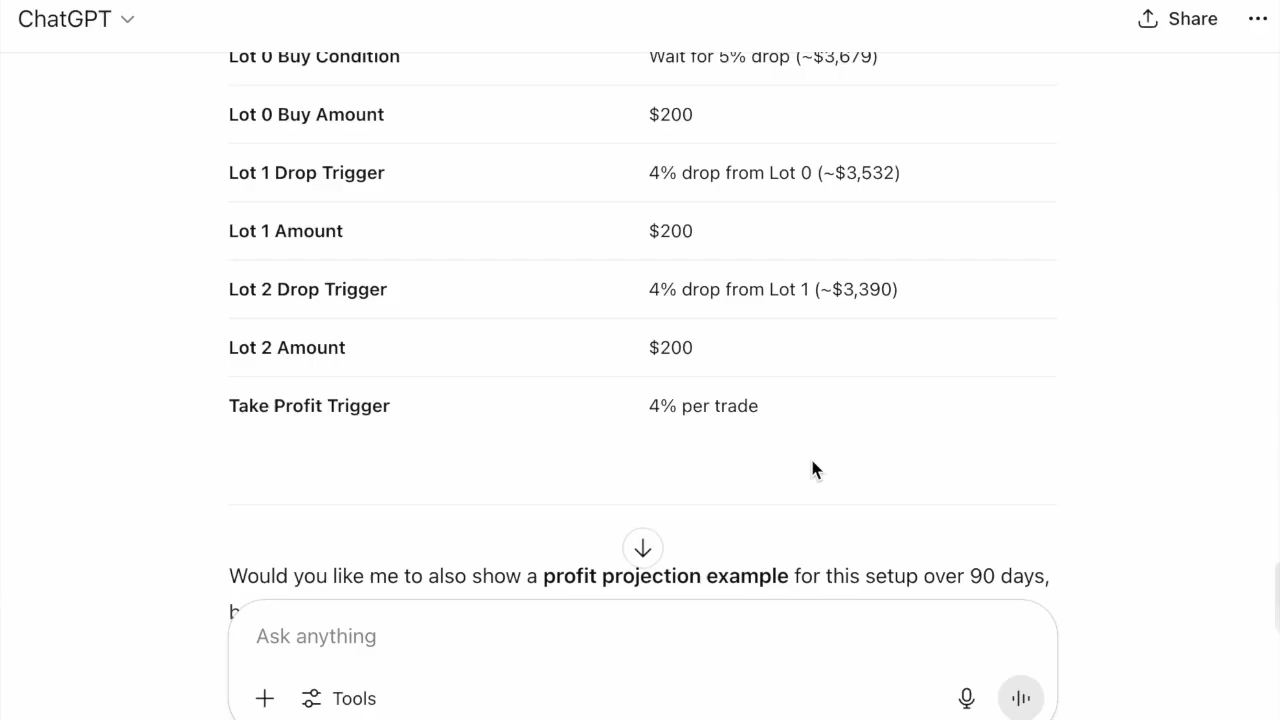 ChatGPT
Share
Lot 0 Buy Condition Wait for 5% drop (~$3,679)
Lot 0 Buy Amount $200
Lot 1 Drop Trigger 4% drop from Lot 0 (~$3,532)
Lot 1 Amount $200
Lot 2 Drop Trigger 4% drop from Lot 1 (~$3,390)
Lot 2 Amount $200
Take Profit Trigger 4% per trade
Would you like me to also show a profit projection example for this setup over 90 days,
Ask anything
Tools